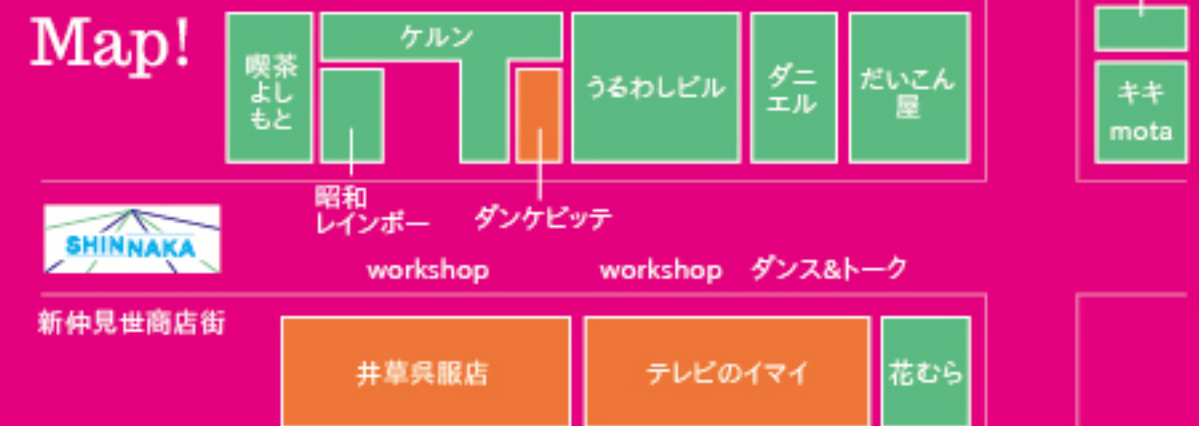 Map!
喫茶
よし
もと
ケルン
うるわしビル
ダニ
エル
だいこん
屋
キキ
mota
昭和
レインボー
ダンケビッテ
SHINNAKA
workshop
workshop
ダンス&トーク
新仲見世商店街
井草呉服店
テレビのイマイ
花むら